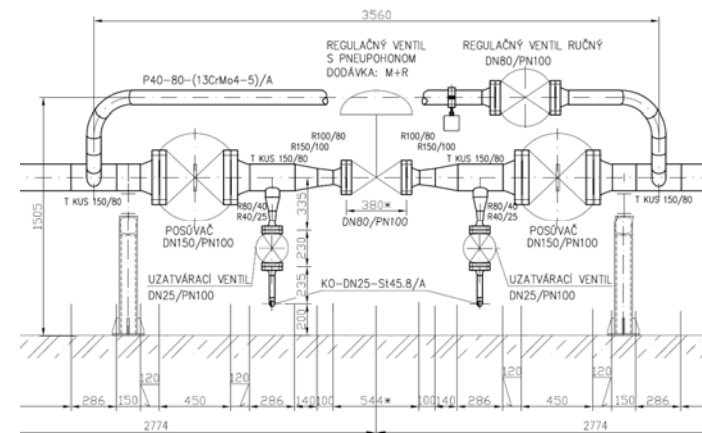 3560
REGULAČNÝ VENTIL
S PNEUPOHONOM
DODÁVKA: M+R
REGULAČNÝ VENTIL RUČNÝ
DN80/PN100
P40-80-(13CrMo4-5)/A
R100/80
R150/100
R100/80
R150/100
T KUS 150/80
T KUS 150/80
T KUS 150/80
T KUS 150/80
380*
DN80/PN100
1505
335
230
235
200
R80/40
R40/25
R80/40
R40/25
POSÚVAČ
DN150/PN100
POSÚVAČ
DN150/PN100
UZATVÁRACÍ VENTIL
DN25/PN100
KO-DN25-St45.8/A
UZATVÁRACÍ VENTIL
DN25/PN100
120
120
120
120
286
150
450
286
140
100
544*
100
140
286
450
150
286
2774
2774